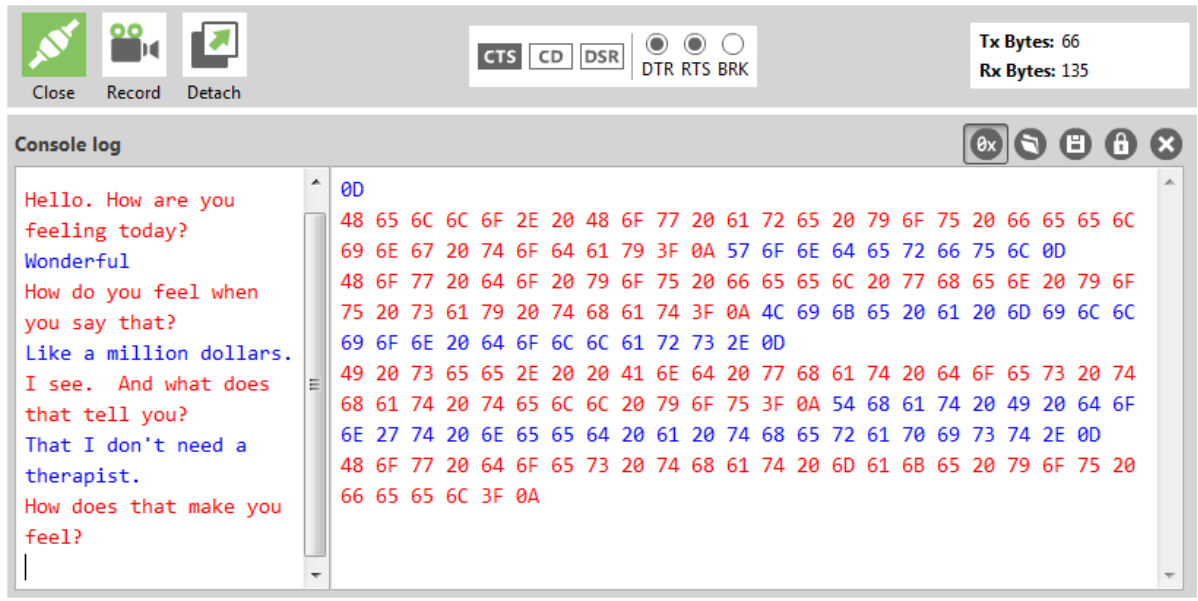 Close
Record
Detach
CTS CD DSR
DTR RTS BRK
Tx Bytes: 66
Rx Bytes: 135
Console log
0x
Hello. How are you
feeling today?
Wonderful
How do you feel when
you say that?
Like a million dollars.
I see.  And what does
that tell you?
That I don't need a
therapist.
How does that make you
feel?
0D
48 65 6C 6C 6F 2E 20 48 6F 77 20 61 72 65 20 79 6F 75 20 66 65 65 6C
69 6E 67 20 74 6F 64 61 79 3F 0A 57 6F 6E 64 65 72 66 75 6C 0D
48 6F 77 20 64 6F 20 79 6F 75 20 66 65 65 6C 20 77 68 65 6E 20 79 6F
75 20 73 61 79 20 74 68 61 74 3F 0A 4C 69 6B 65 20 61 20 6D 69 6C 6C
69 6F 6E 20 64 6F 6C 6C 61 72 73 2E 0D
49 20 73 65 65 2E 20 20 41 6E 64 20 77 68 61 74 20 64 6F 65 73 20 74
68 61 74 20 74 65 6C 6C 20 79 6F 75 3F 0A 54 68 61 74 20 49 20 64 6F
6E 27 74 20 6E 65 65 64 20 61 20 74 68 65 72 61 70 69 73 74 2E 0D
48 6F 77 20 64 6F 65 73 20 74 68 61 74 20 6D 61 6B 65 20 79 6F 75 20
66 65 65 6C 3F 0A